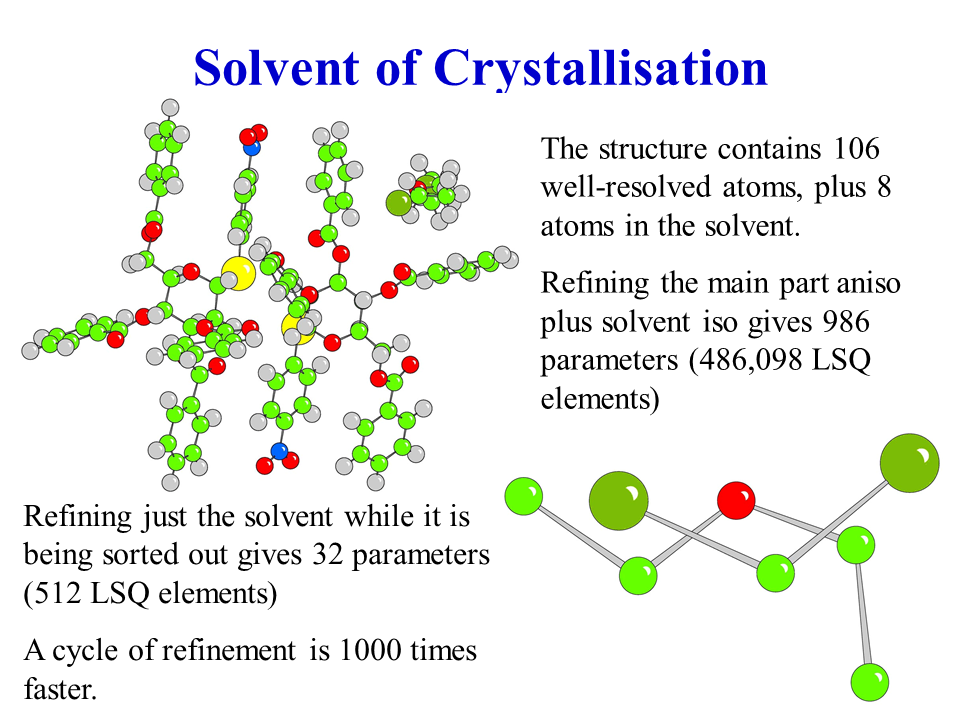 Solvent of Crystallisation
The structure contains 106
well-resolved atoms, plus 8
atoms in the solvent.
Refining the main part aniso
plus solvent iso gives 986
parameters (486,098 LSQ
elements)
Refining just the solvent while it is
being sorted out gives 32 parameters
(512 LSQ elements)
A cycle of refinement is 1000 times
faster.